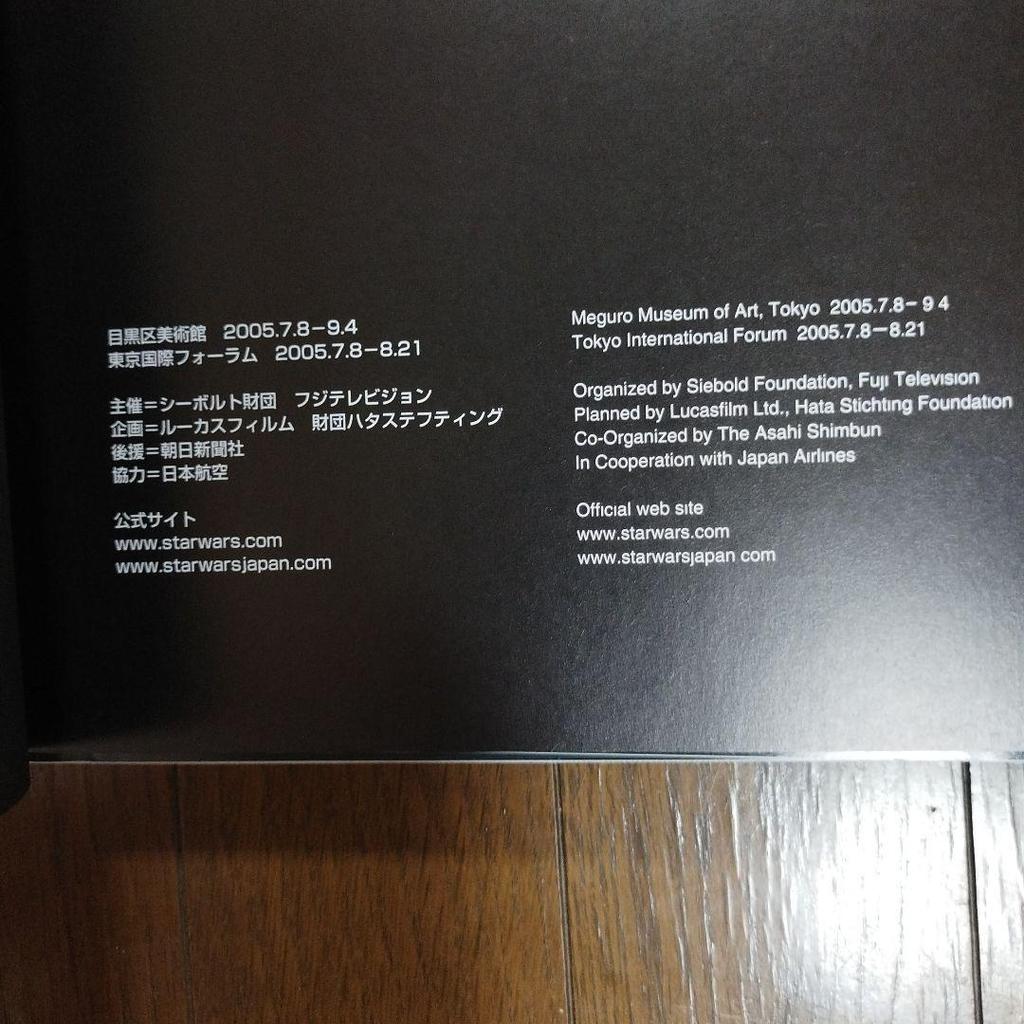 目黒区美術館 2005.7.8−9.4
東京国際フォーラム 2005.7.8−8.21
主催=シーボルト財団 フジテレビジョン
企画=ルーカスフィルム 財団ハタステフティング
後援=朝日新聞社
協力=日本航空
公式サイト
www.starwars.com
www.starwarsjapan.com
Meguro Museum of Art, Tokyo 2005.7.8−9 4
Tokyo International Forum 2005.7.8−8.21
Organized by Siebold Foundation, Fuji Television
Planned by Lucasfilm Ltd., Hata Stichting Foundation
Co-Organized by The Asahi Shimbun
In Cooperation with Japan Airlines
Official web site
www.starwars.com
www.starwarsjapan com